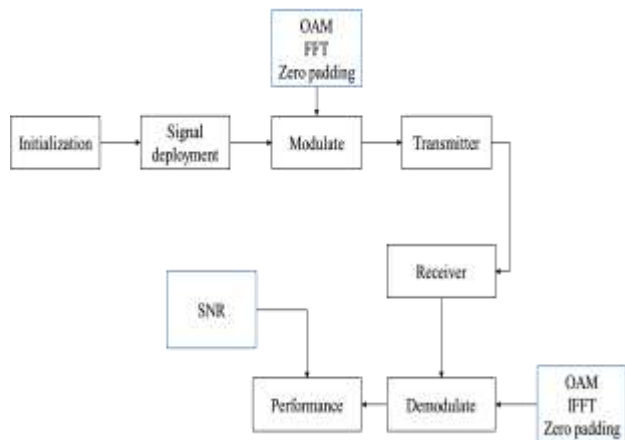 OAM
FFT
Zero padding
Initialization
Signal
deployment
Modulate
Transmitter
Receiver
SNR
OAM
IFFT
Zero padding
Performance
Demodulate